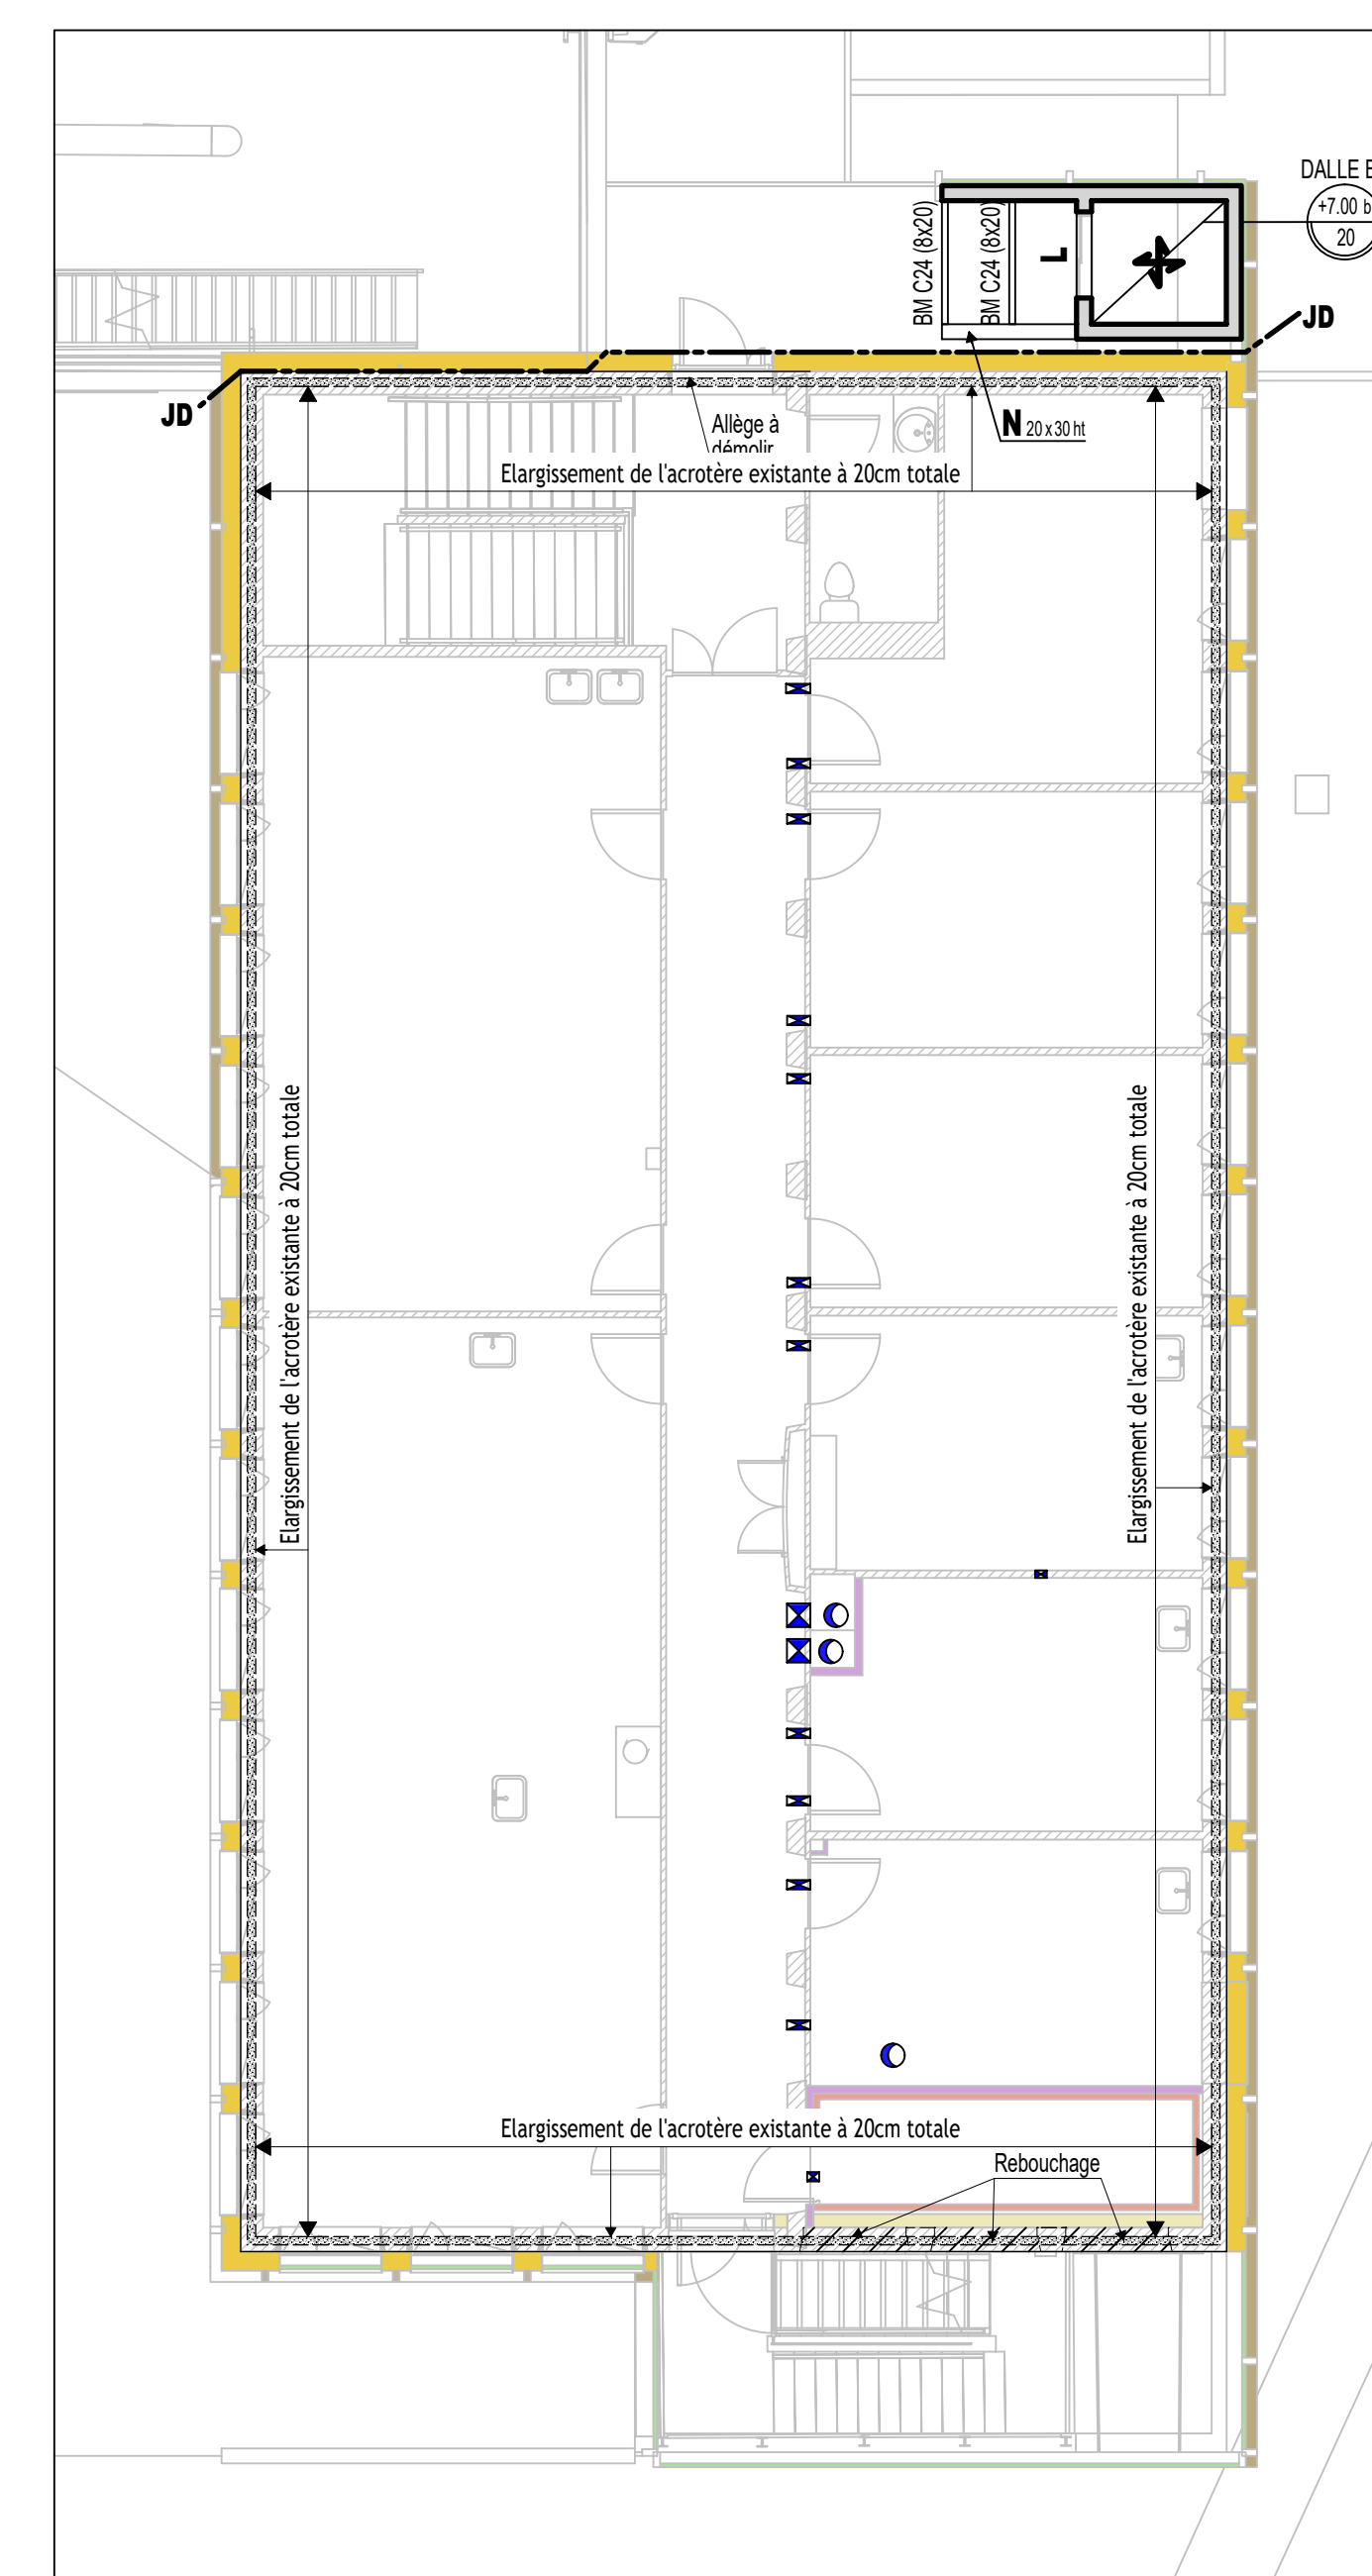 DALLE B
+7.00 b
20
BM C24 (8x20)
BM C24 (8x20)
L
4
JD
JD
N 20 x 30 ht
Allège à
démolir
Elargissement de l'acrotère existante à 20cm totale
Elargissement de l'acrotère existante à 20cm totale
Elargissement de l'acrotère existante à 20cm totale
Elargissement de l'acrotère existante à 20cm totale
Rebouchage